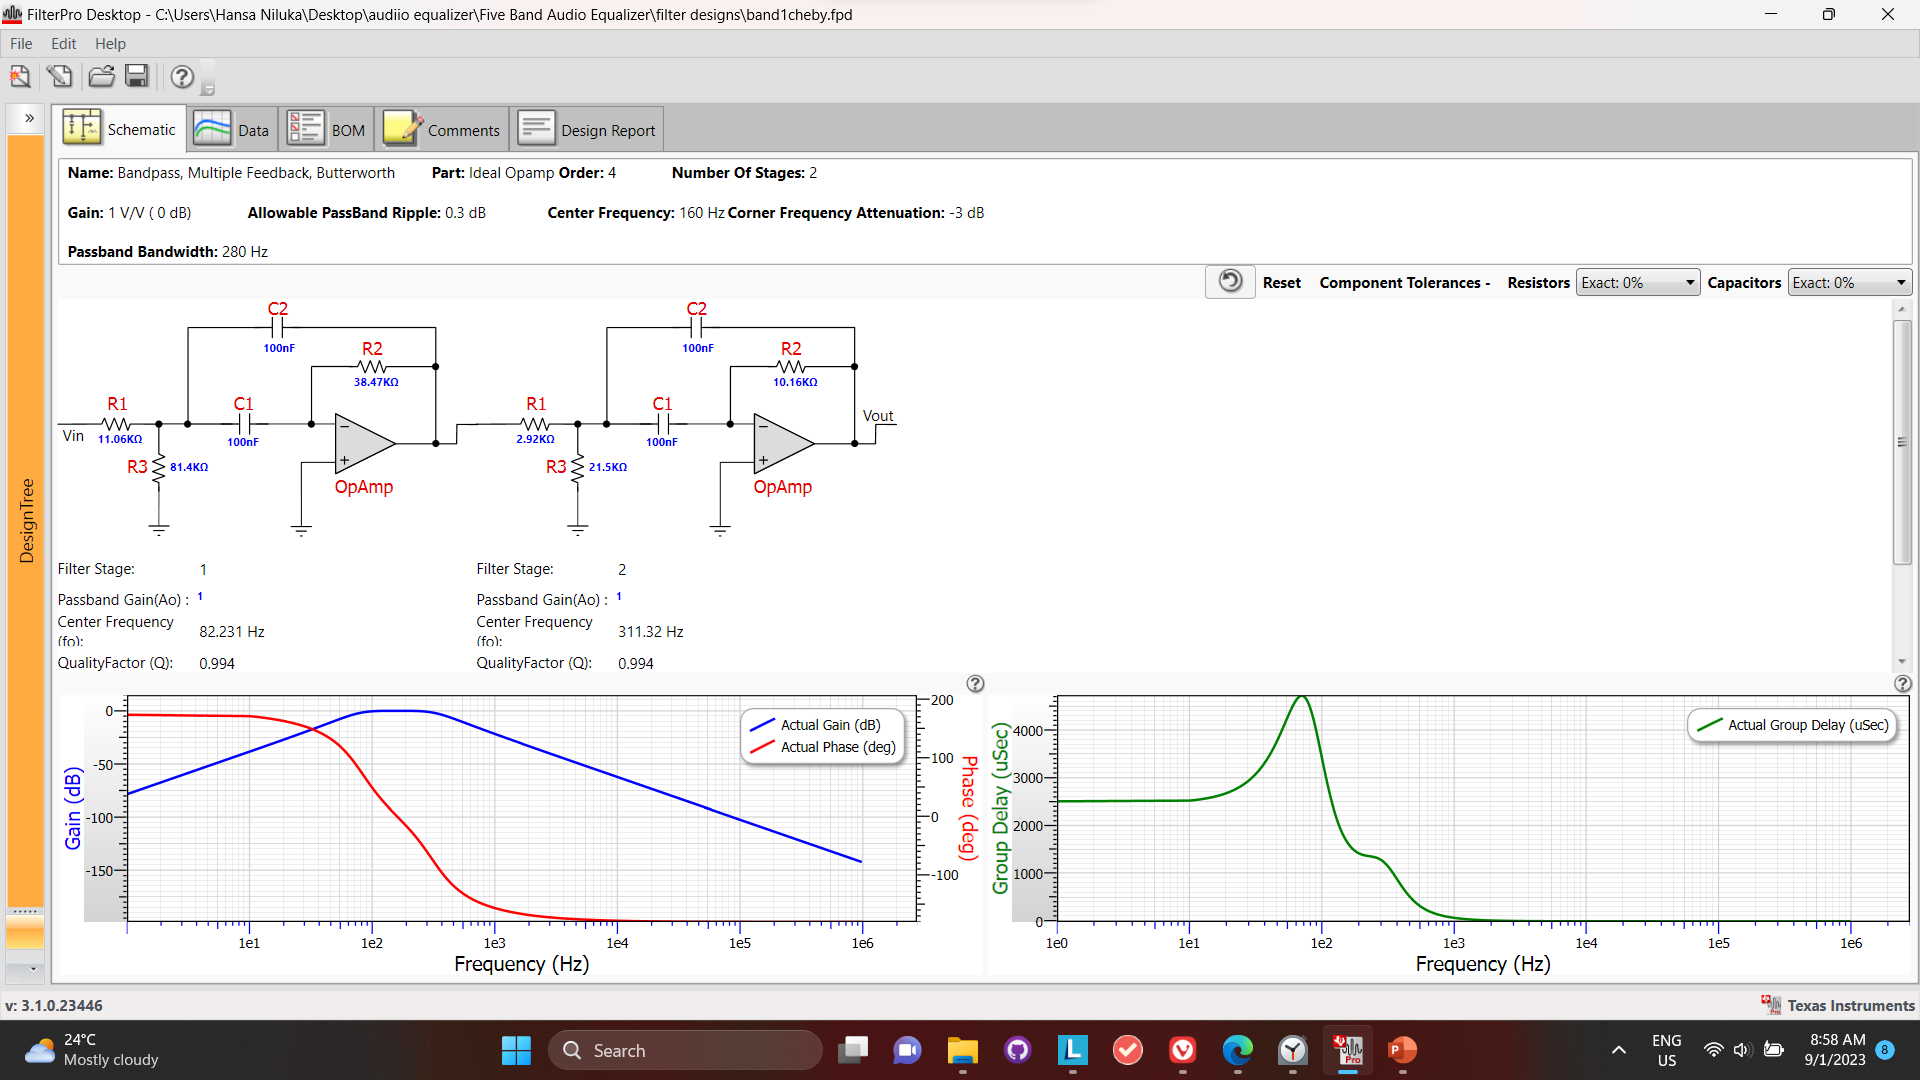 FilterPro Desktop - C:\Users\Hansa Niluka\Desktop\audiio equalizer\Five Band Audio Equalizer\filter designs\band1cheby.fpd
File Edit Help
Schematic Data BOM Comments Design Report
DesignTree
Name: Bandpass, Multiple Feedback, Butterworth Part: Ideal Opamp Order: 4 Number Of Stages: 2
Gain: 1 V/V ( 0 dB) Allowable PassBand Ripple: 0.3 dB Center Frequency: 160 Hz Corner Frequency Attenuation: -3 dB
Passband Bandwidth: 280 Hz
Reset Component Tolerances - Resistors Exact: 0% Capacitors Exact: 0%
C2 C2
100nF 100nF
R2 R2
38.47KΩ 10.16KΩ
R1 C1 R1 C1
Vin 11.06KΩ 100nF 2.92KΩ 100nF Vout
R3 81.4KΩ R3 21.5KΩ
OpAmp OpAmp
Filter Stage: 1 Filter Stage: 2
Passband Gain(Ao) : 1 Passband Gain(Ao) : 1
Center Frequency (fo): 82.231 Hz Center Frequency (fo): 311.32 Hz
QualityFactor (Q): 0.994 QualityFactor (Q): 0.994
Gain (dB)
0
-50
-100
-150
Actual Gain (dB)
Actual Phase (deg)
200
100
0
-100
Phase (deg)
1e1 1e2 1e3 1e4 1e5 1e6
Frequency (Hz)
Group Delay (uSec)
4000
3000
2000
1000
0
Actual Group Delay (uSec)
1e0 1e1 1e2 1e3 1e4 1e5 1e6
Frequency (Hz)
v: 3.1.0.23446 Texas Instruments
24°C
Mostly cloudy
Search
ENG
US
8:58 AM
9/1/2023
8